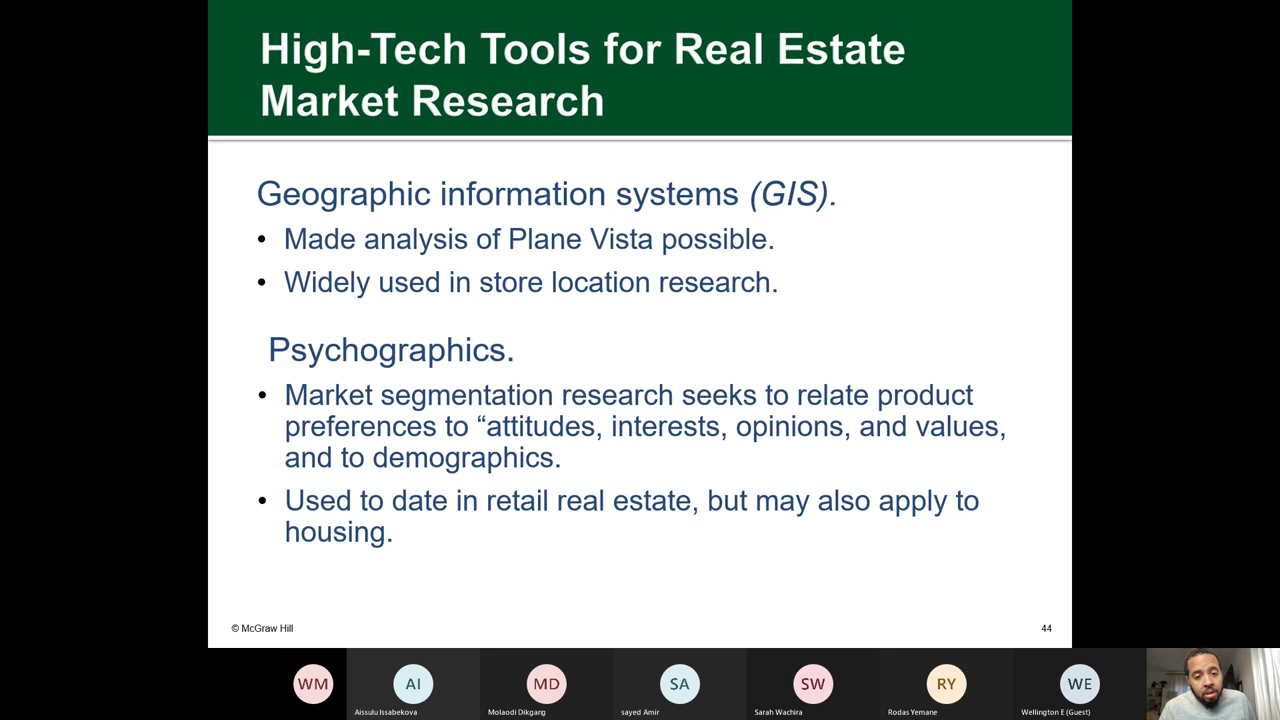 High-Tech Tools for Real Estate
Market Research
Geographic information systems (GIS).
• Made analysis of Plane Vista possible.
• Widely used in store location research.
Psychographics.
• Market segmentation research seeks to relate product
preferences to “attitudes, interests, opinions, and values,
and to demographics.
• Used to date in retail real estate, but may also apply to
housing.
© McGraw Hill
44
WM
AI
MD
SA
SW
RY
WE
Aissulu Issabekova
Molaodi Dikgang
sayed Amir
Sarah Wachira
Rodas Yemane
Wellington E (Guest)